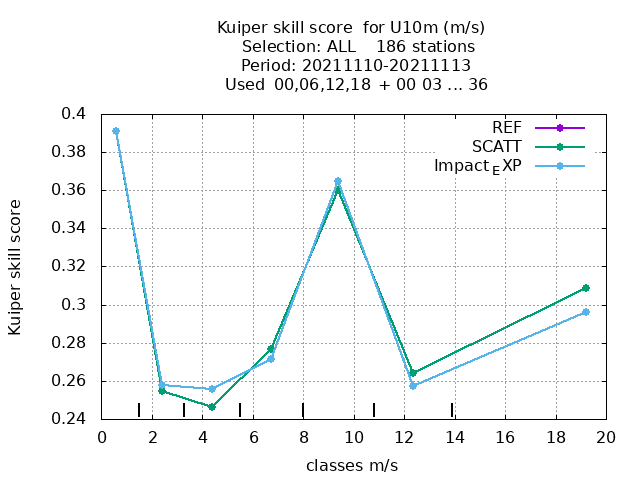 Kuiper skill score  for U10m (m/s)
Selection: ALL    186 stations
Period: 20211110-20211113
Used  00,06,12,18  + 00 03 ... 36
REF
SCATT
Impact_EXP
Kuiper skill score
0.4
0.38
0.36
0.34
0.32
0.3
0.28
0.26
0.24
0 2 4 6 8 10 12 14 16 18 20
classes m/s